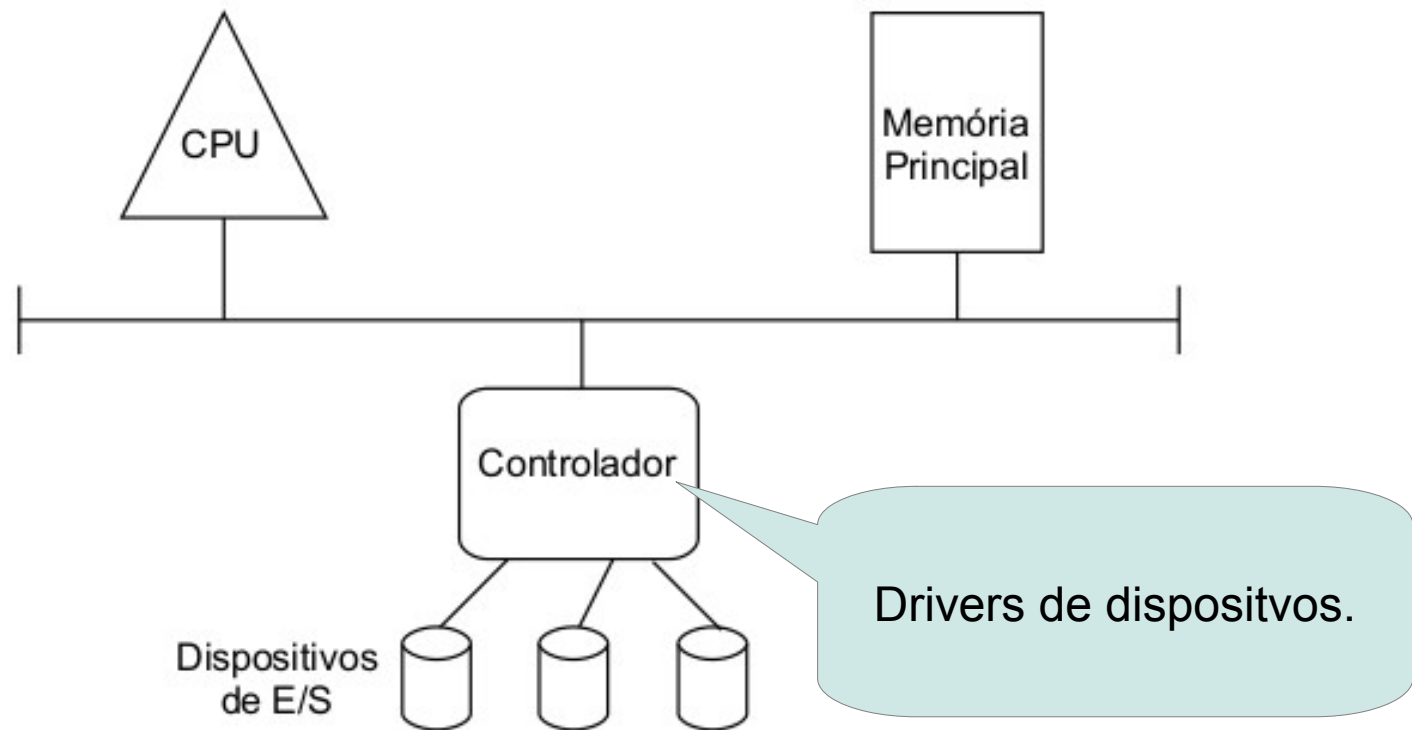 CPU
Memória
Principal
Controlador
Drivers de dispositvos.
Dispositivos
de E/S